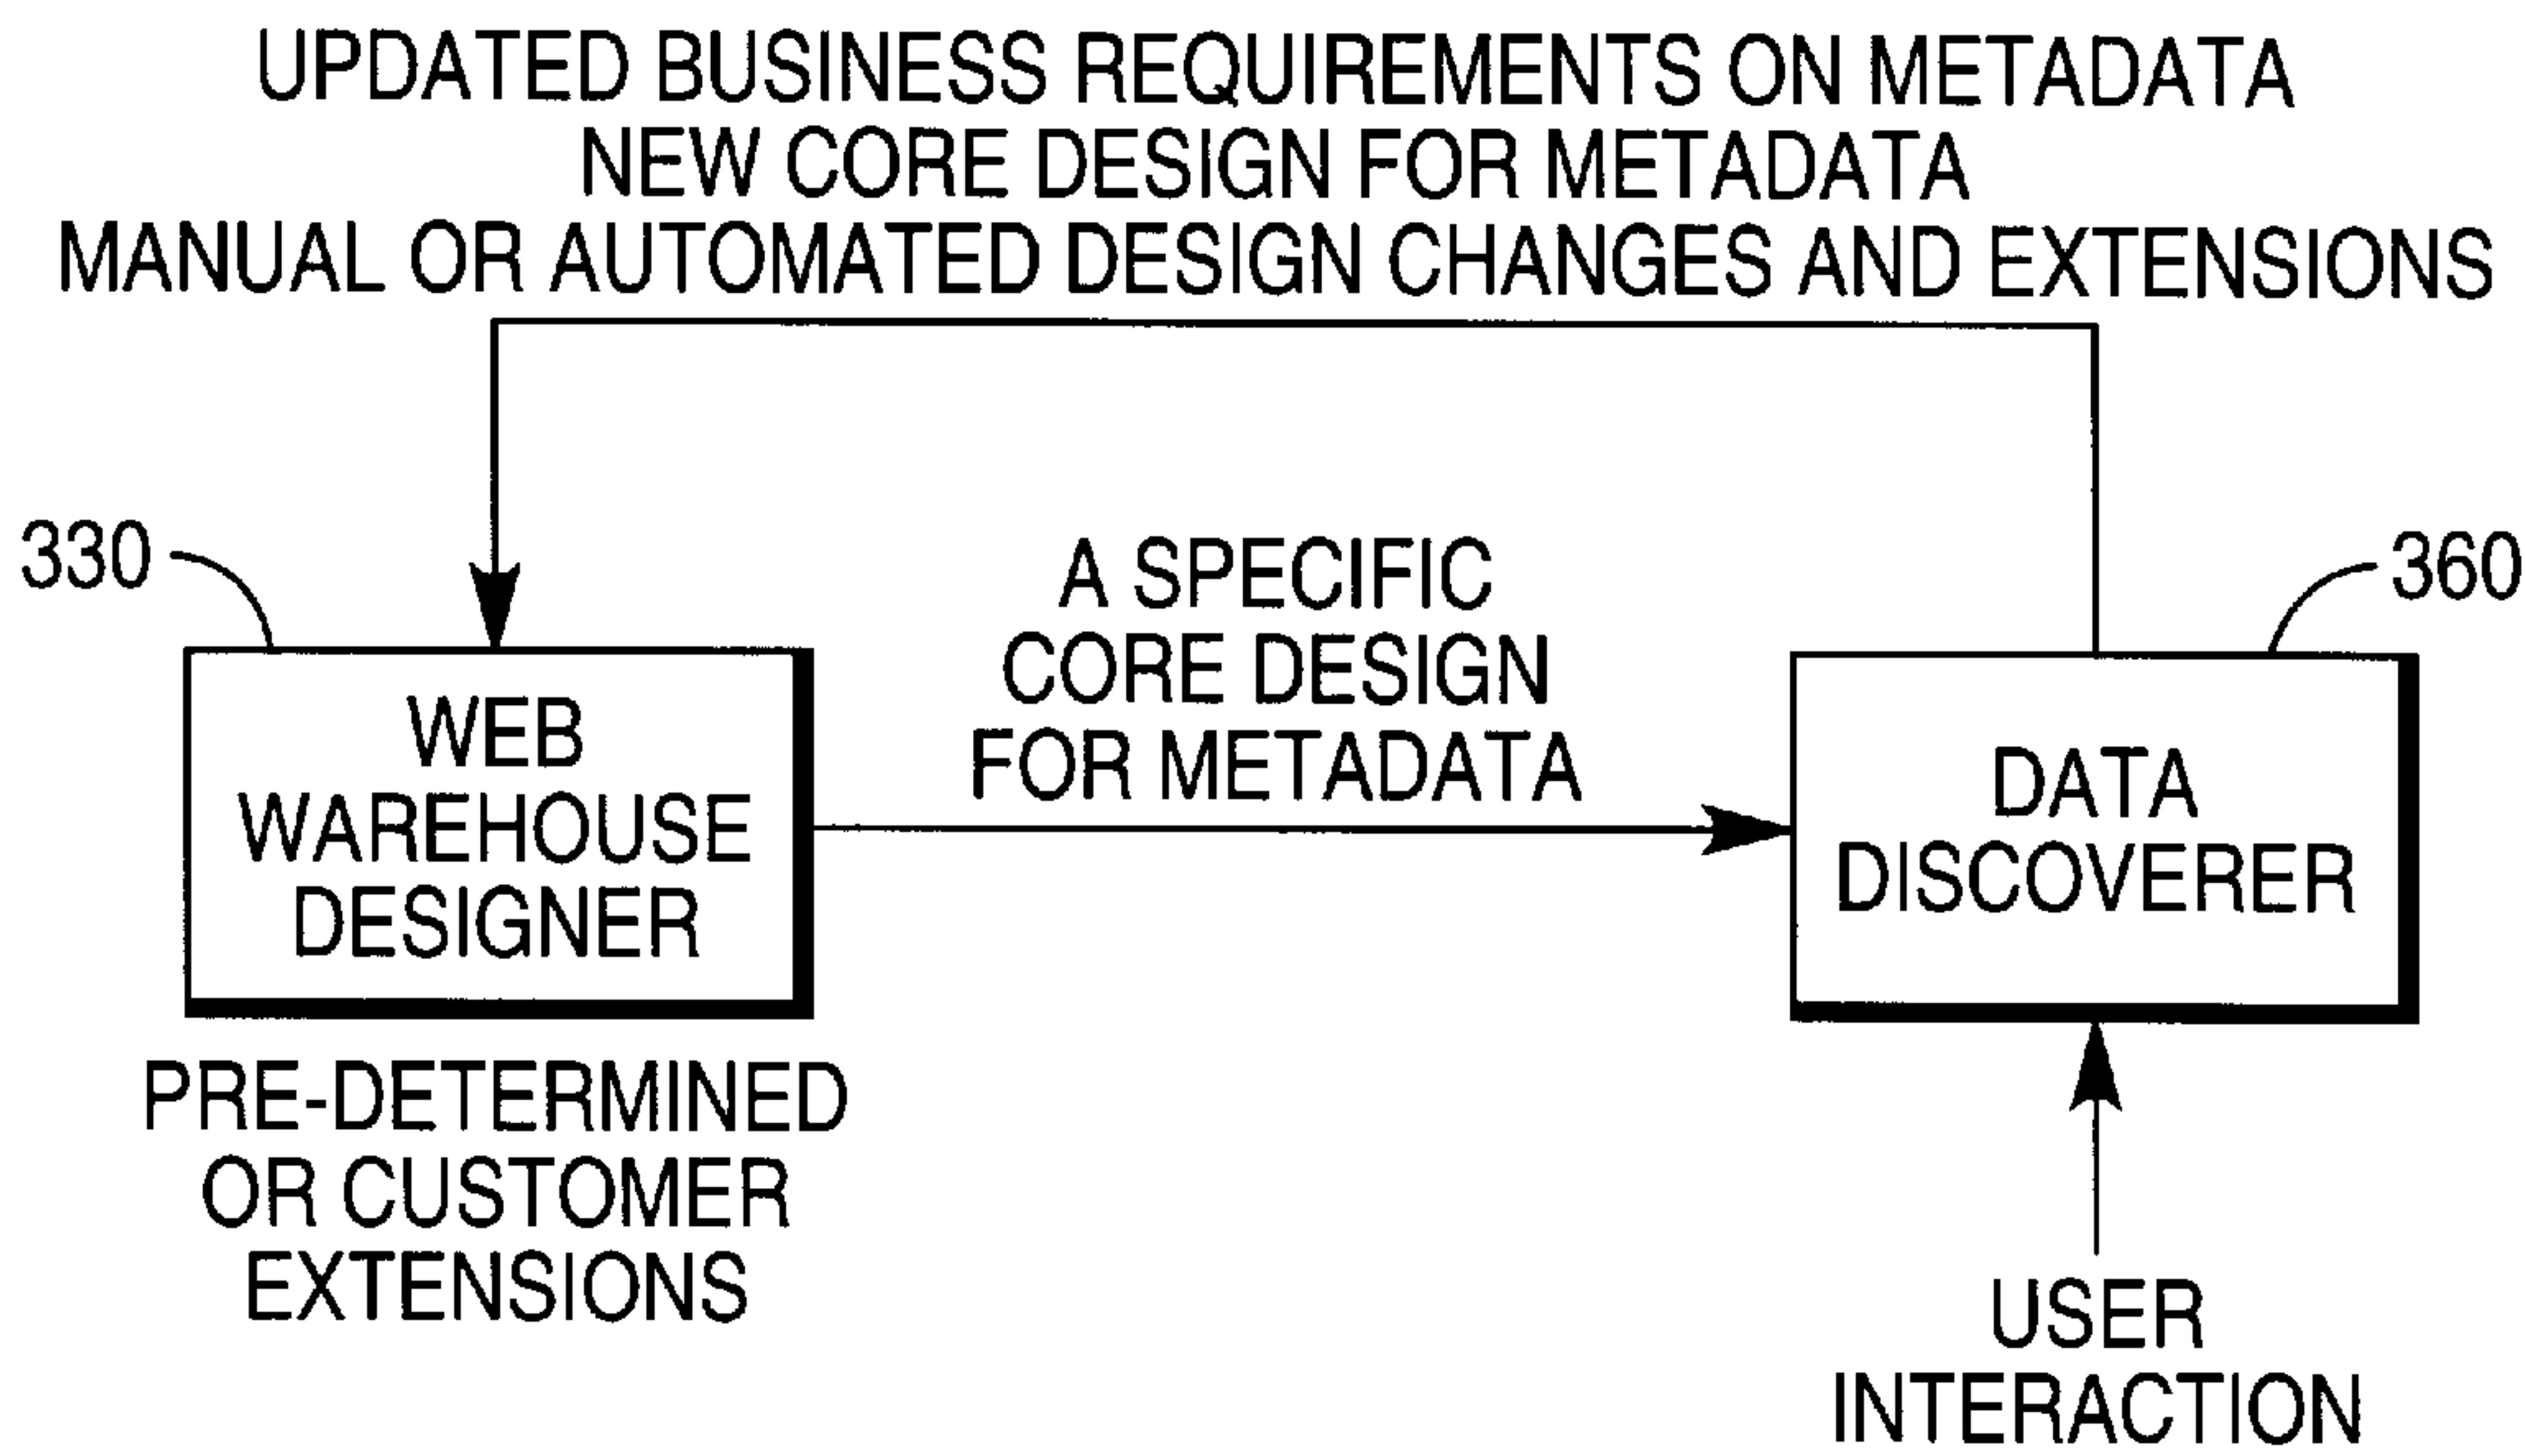 UPDATED BUSINESS REQUIREMENTS ON METADATA
NEW CORE DESIGN FOR METADATA
MANUAL OR AUTOMATED DESIGN CHANGES AND EXTENSIONS
330
A SPECIFIC
CORE DESIGN
FOR METADATA
360
WEB
WAREHOUSE
DESIGNER
DATA
DISCOVERER
PRE-DETERMINED
OR CUSTOMER
EXTENSIONS
USER
INTERACTION